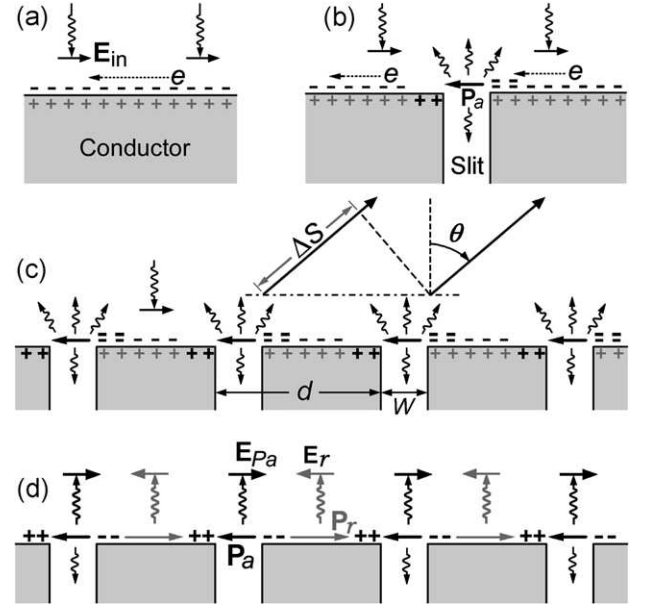 (a)
E_in
e
- - - - - - - - - - - -
+ + + + + + + + + + + +
Conductor
(b)
e
P_a
e
Slit
ΔS
θ
(c)
d
W
(d)
E_Pa
E_r
P_r
P_a